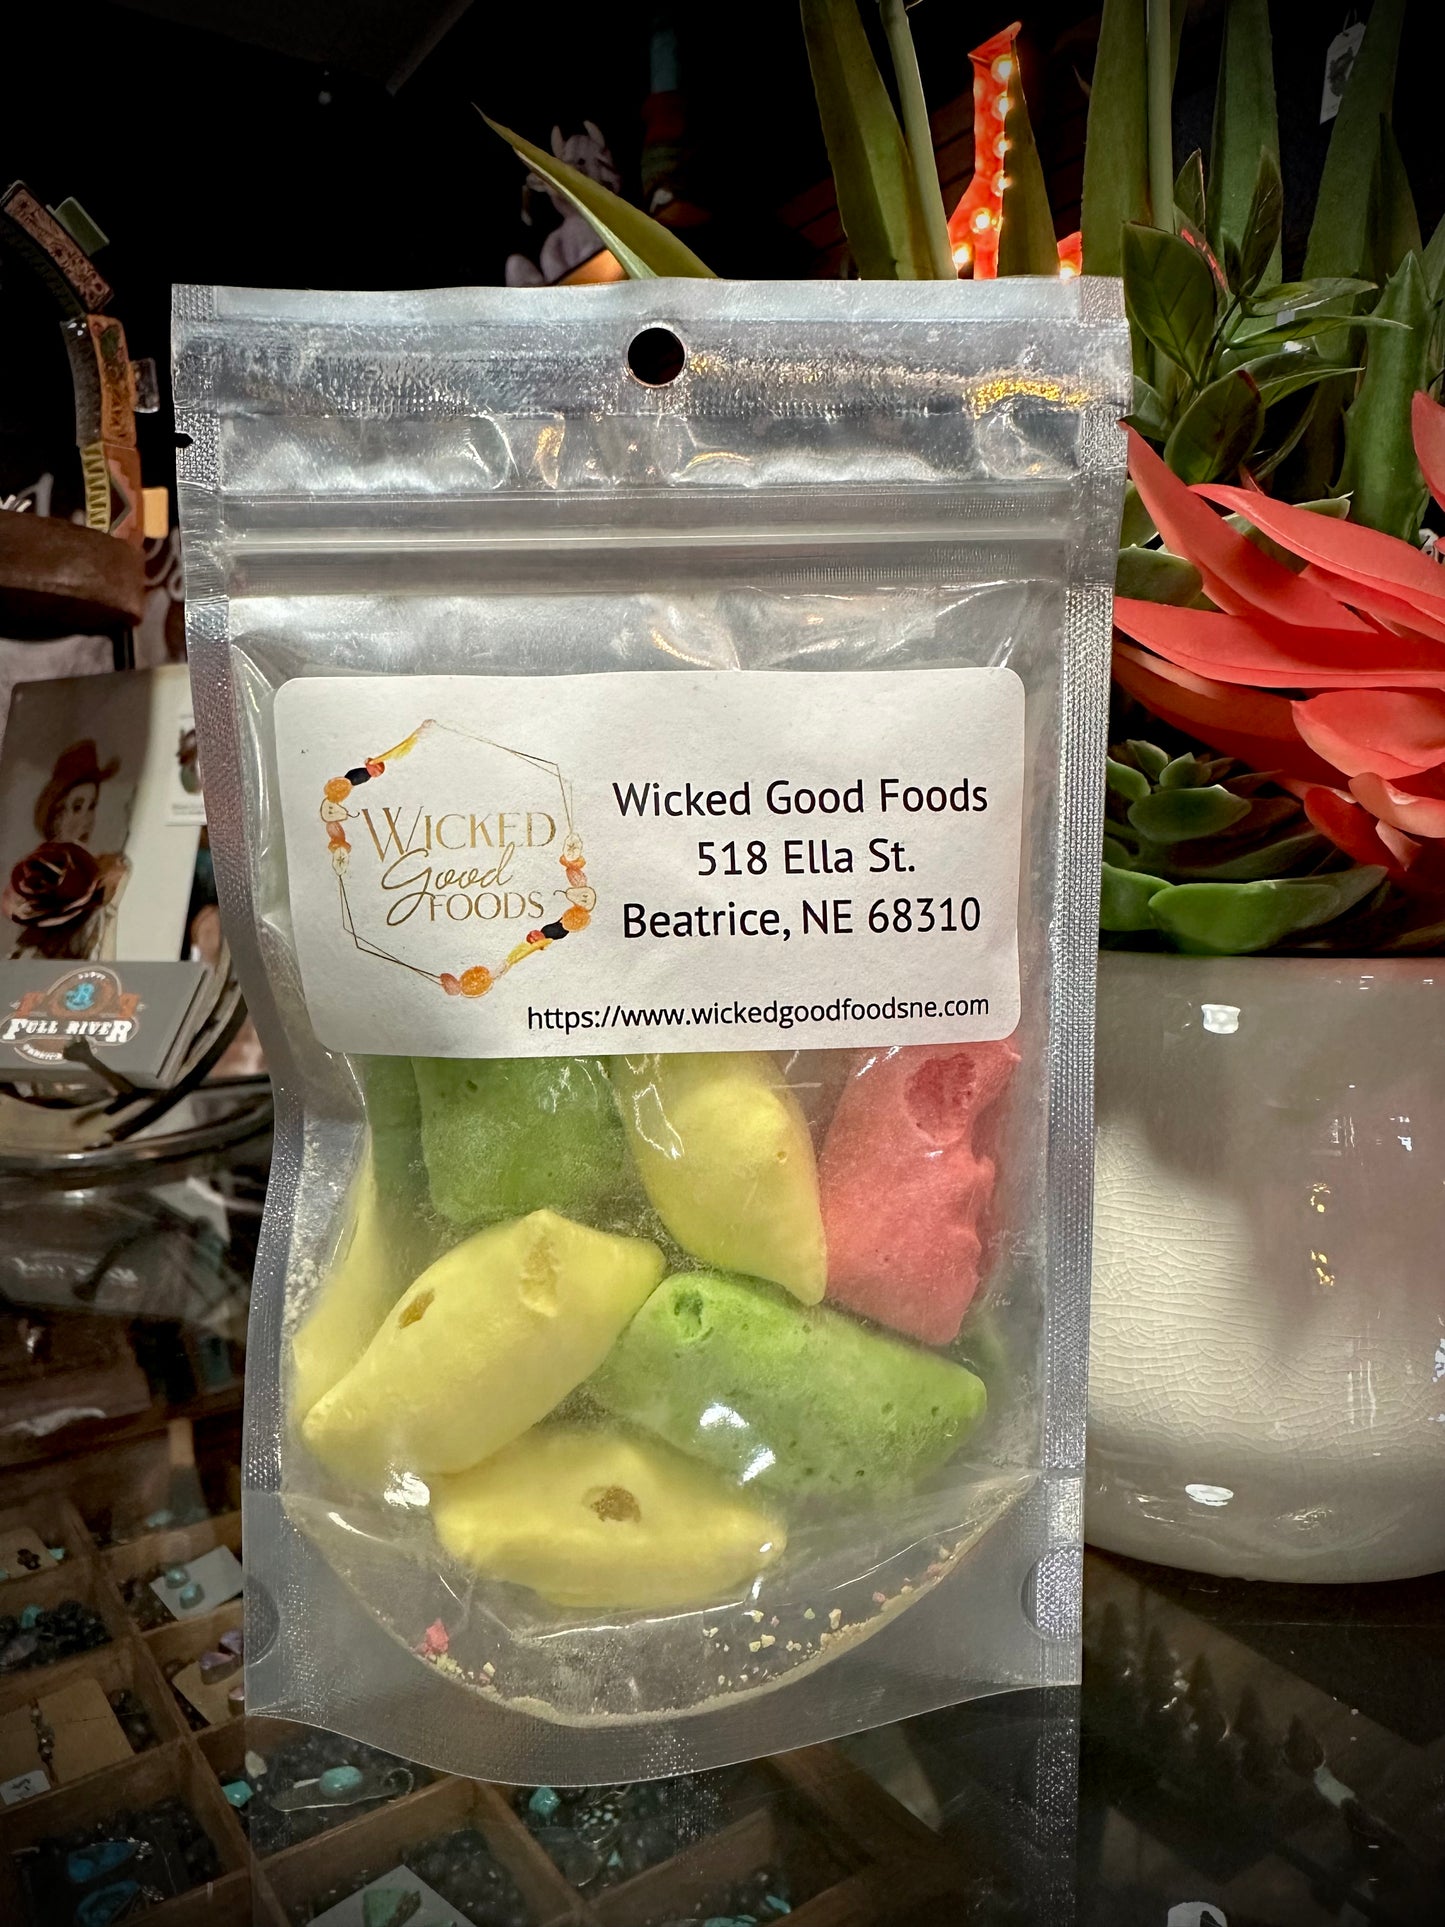 WICKED
Good
FOODS
Wicked Good Foods
518 Ella St.
Beatrice, NE 68310
https://www.wickedgoodfoodsne.com
FULL RIVER